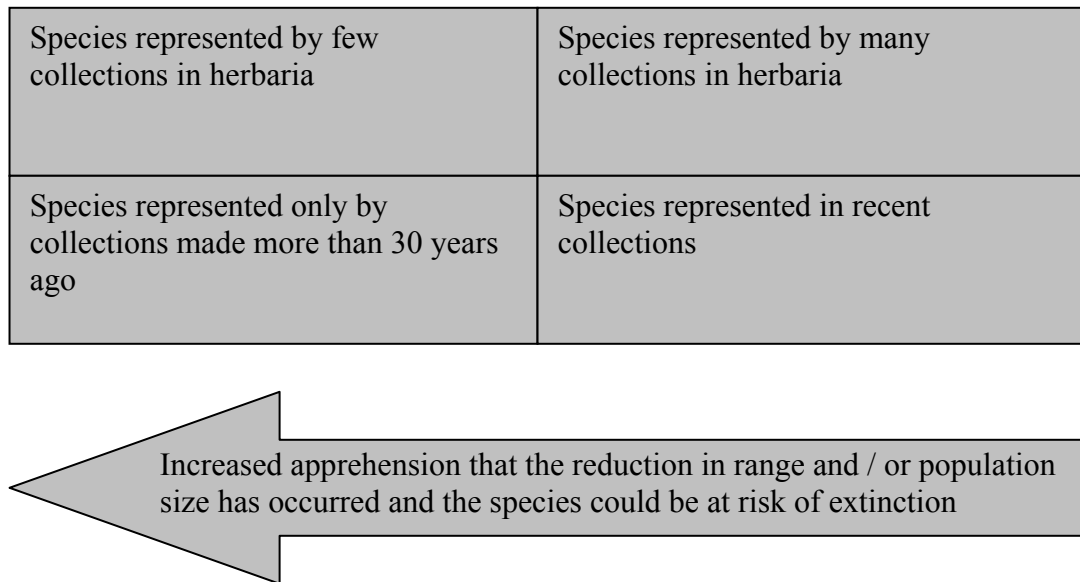 Species represented by few
collections in herbaria
Species represented by many
collections in herbaria
Species represented only by
collections made more than 30 years
ago
Species represented in recent
collections
Increased apprehension that the reduction in range and / or population
size has occurred and the species could be at risk of extinction